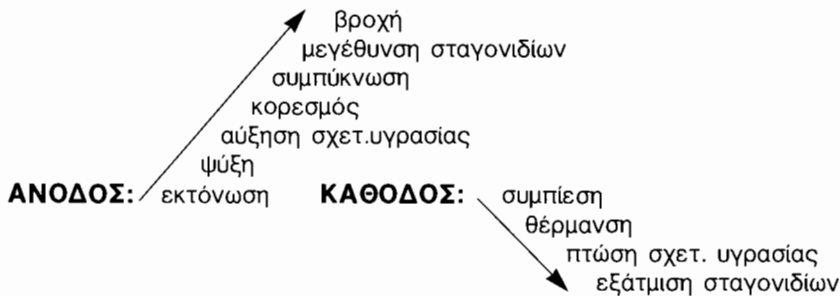 βροχή
μεγέθυνση σταγονιδίων
συμπύκνωση
κορεσμός
αύξηση σχετ.υγρασίας
ψύξη
ΑΝΟΔΟΣ: εκτόνωση ΚΑΘΟΔΟΣ: συμπίεση
θέρμανση
πτώση σχετ. υγρασίας
εξάτμιση σταγονιδίων